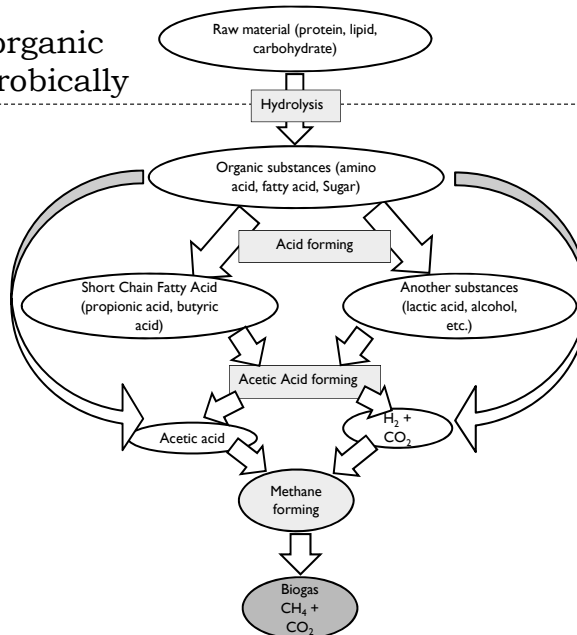 organic
robically
Raw material (protein, lipid,
carbohydrate)
Hydrolysis
Organic substances (amino
acid, fatty acid, Sugar)
Acid forming
Short Chain Fatty Acid
(propionic acid, butyric
acid)
Another substances
(lactic acid, alcohol,
etc.)
Acetic Acid forming
Acetic acid
H₂ +
CO₂
Methane
forming
Biogas
CH₄ +
CO₂